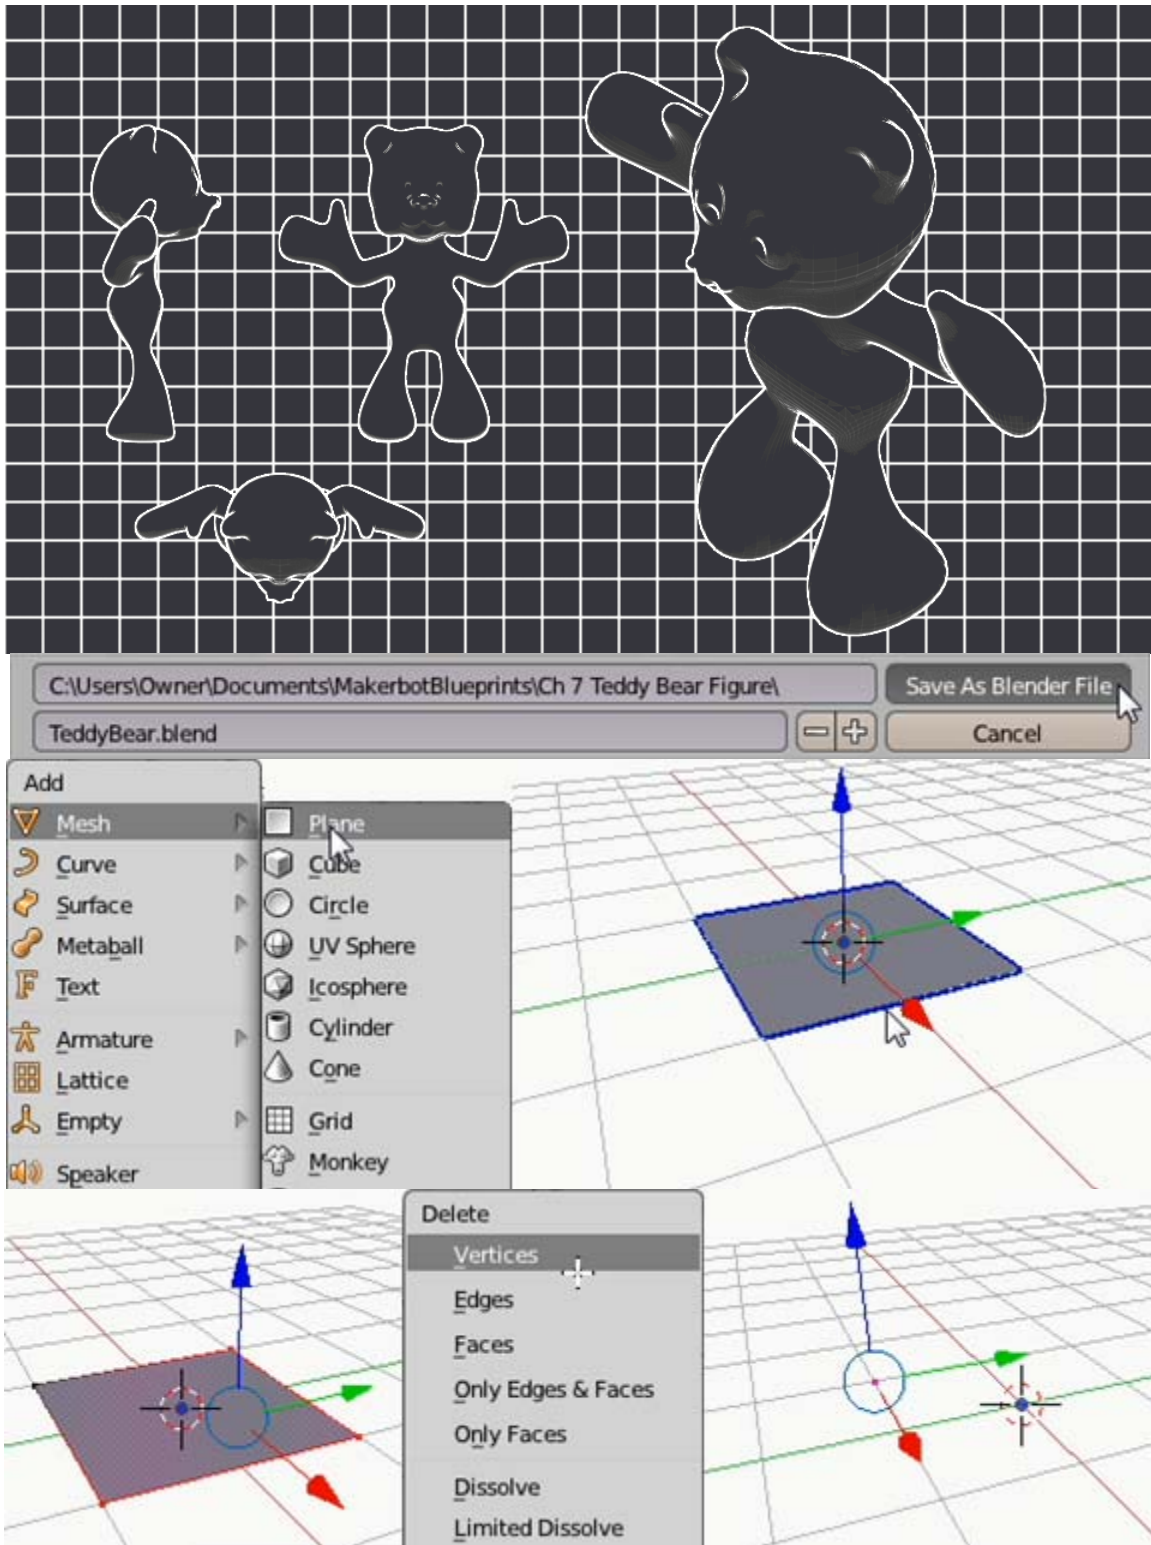 C:\Users\Owner\Documents\MakerbotBlueprints\Ch 7 Teddy Bear Figure\
Save As Blender File
TeddyBear.blend
Cancel
Add
Mesh
Curve
Surface
Metaball
Text
Armature
Lattice
Empty
Speaker
Plane
Cube
Circle
UV Sphere
Icosphere
Cylinder
Cone
Grid
Monkey
Delete
Vertices
Edges
Faces
Only Edges & Faces
Only Faces
Dissolve
Limited Dissolve